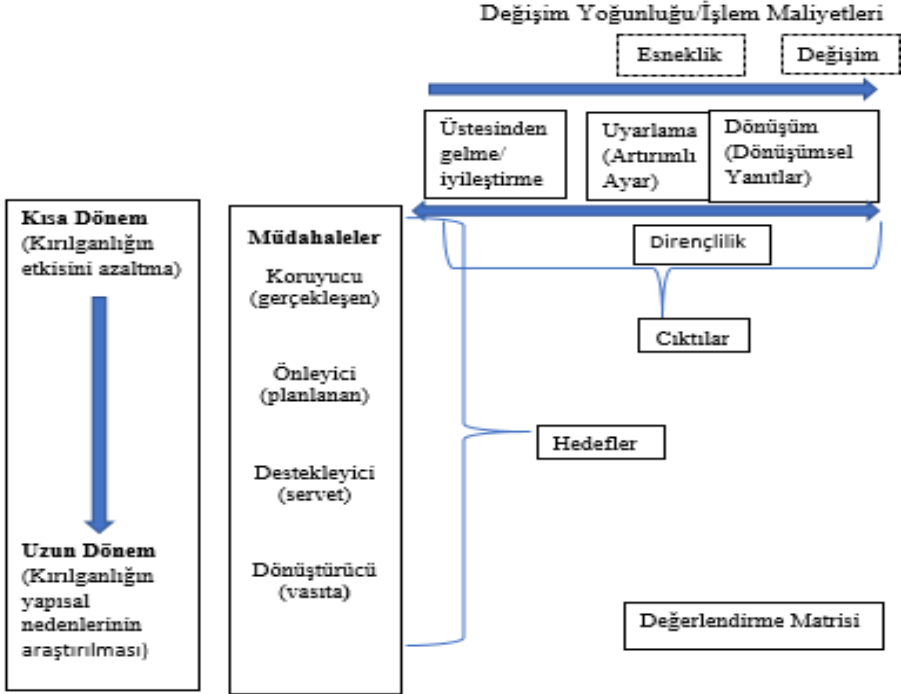 Değişim Yoğunluğu/İşlem Maliyetleri
Esneklik
Değişim
Üstesinden
gelme/
iyileştirme
Uyarlama
(Artırımlı
Ayar)
Dönüşüm
(Dönüşümsel
Yanıtlar)
Dirençlilik
Cıktılar
Kısa Dönem
(Kırılganlığın
etkisini azaltma)
Uzun Dönem
(Kırılganlığın
yapısal
nedenlerinin
araştırılması)
Müdahaleler
Koruyucu
(gerçekleşen)
Önleyici
(planlanan)
Destekleyici
(servet)
Dönüştürücü
(vasıta)
Hedefler
Değerlendirme Matrisi